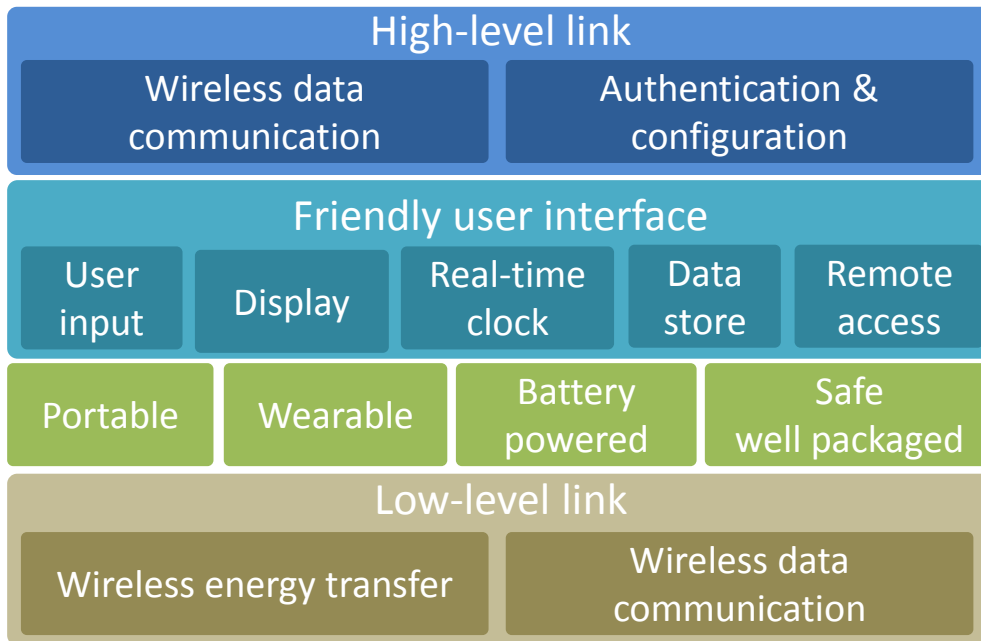 High-level link
Wireless data
communication
Authentication &
configuration
Friendly user interface
User
input
Display
Real-time
clock
Data
store
Remote
access
Portable
Wearable
Battery
powered
Safe
well packaged
Low-level link
Wireless energy transfer
Wireless data
communication